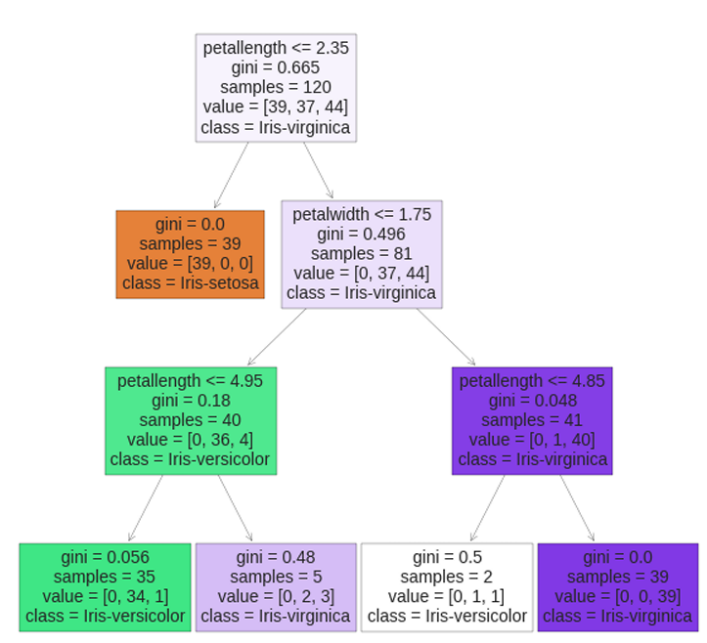 petallength <= 2.35
gini = 0.665
samples = 120
value = [39, 37, 44]
class = Iris-virginica
gini = 0.0
samples = 39
value = [39, 0, 0]
class = Iris-setosa
petalwidth <= 1.75
gini = 0.496
samples = 81
value = [0, 37, 44]
class = Iris-virginica
petallength <= 4.95
gini = 0.18
samples = 40
value = [0, 36, 4]
class = Iris-versicolor
petallength <= 4.85
gini = 0.048
samples = 41
value = [0, 1, 40]
class = Iris-virginica
gini = 0.056
samples = 35
value = [0, 34, 1]
class = Iris-versicolor
gini = 0.48
samples = 5
value = [0, 2, 3]
class = Iris-virginica
gini = 0.5
samples = 2
value = [0, 1, 1]
class = Iris-versicolor
gini = 0.0
samples = 39
value = [0, 0, 39]
class = Iris-virginica